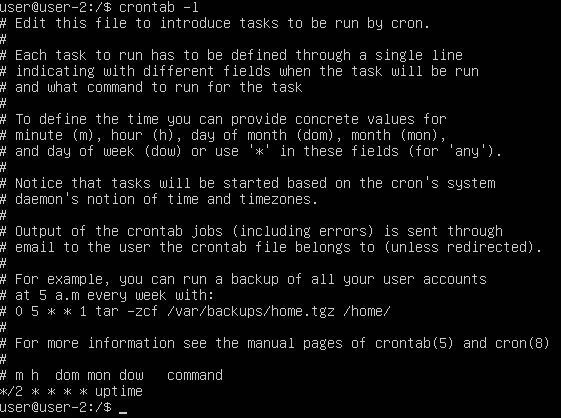 user@user-2:/$ crontab -l
# Edit this file to introduce tasks to be run by cron.
#
# Each task to run has to be defined through a single line
# indicating with different fields when the task will be run
# and what command to run for the task
#
# To define the time you can provide concrete values for
# minute (m), hour (h), day of month (dom), month (mon),
# and day of week (dow) or use '*' in these fields (for 'any').
#
# Notice that tasks will be started based on the cron's system
# daemon's notion of time and timezones.
#
# Output of the crontab jobs (including errors) is sent through
# email to the user the crontab file belongs to (unless redirected).
#
# For example, you can run a backup of all your user accounts
# at 5 a.m every week with:
# 0 5 * * 1 tar -zcf /var/backups/home.tgz /home/
#
# For more information see the manual pages of crontab(5) and cron(8)
#
# m h  dom mon dow   command
*/2 * * * * uptime
user@user-2:/$ _